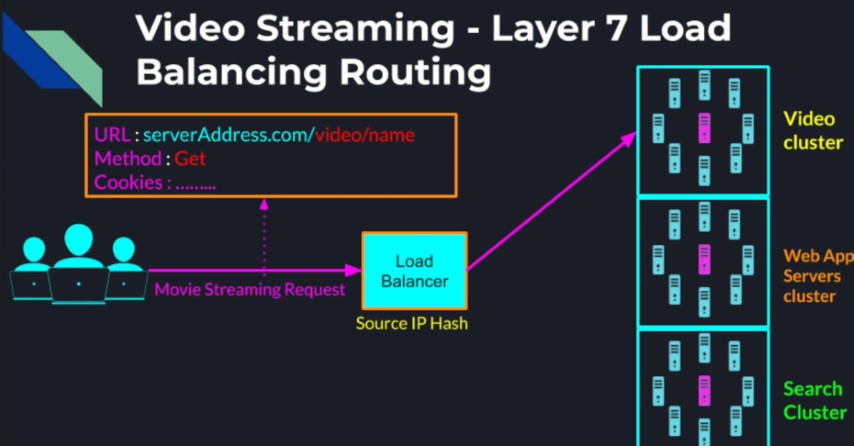 Video Streaming - Layer 7 Load
Balancing Routing
URL : serverAddress.com/video/name
Method : Get
Cookies : .........
Movie Streaming Request
Load
Balancer
Source IP Hash
Video
cluster
Web App
Servers
cluster
Search
Cluster